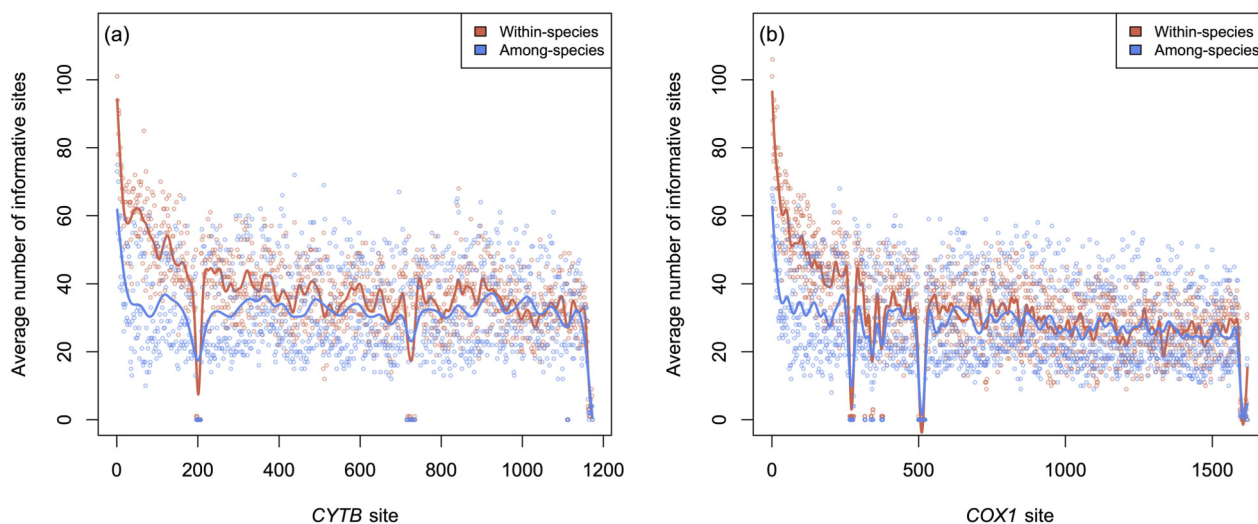 (a)
Within-species
Among-species
Average number of informative sites
100
80
60
40
20
0
0 200 400 600 800 1000 1200
CYTB site
(b)
Within-species
Among-species
Average number of informative sites
100
80
60
40
20
0
0 500 1000 1500
COX1 site